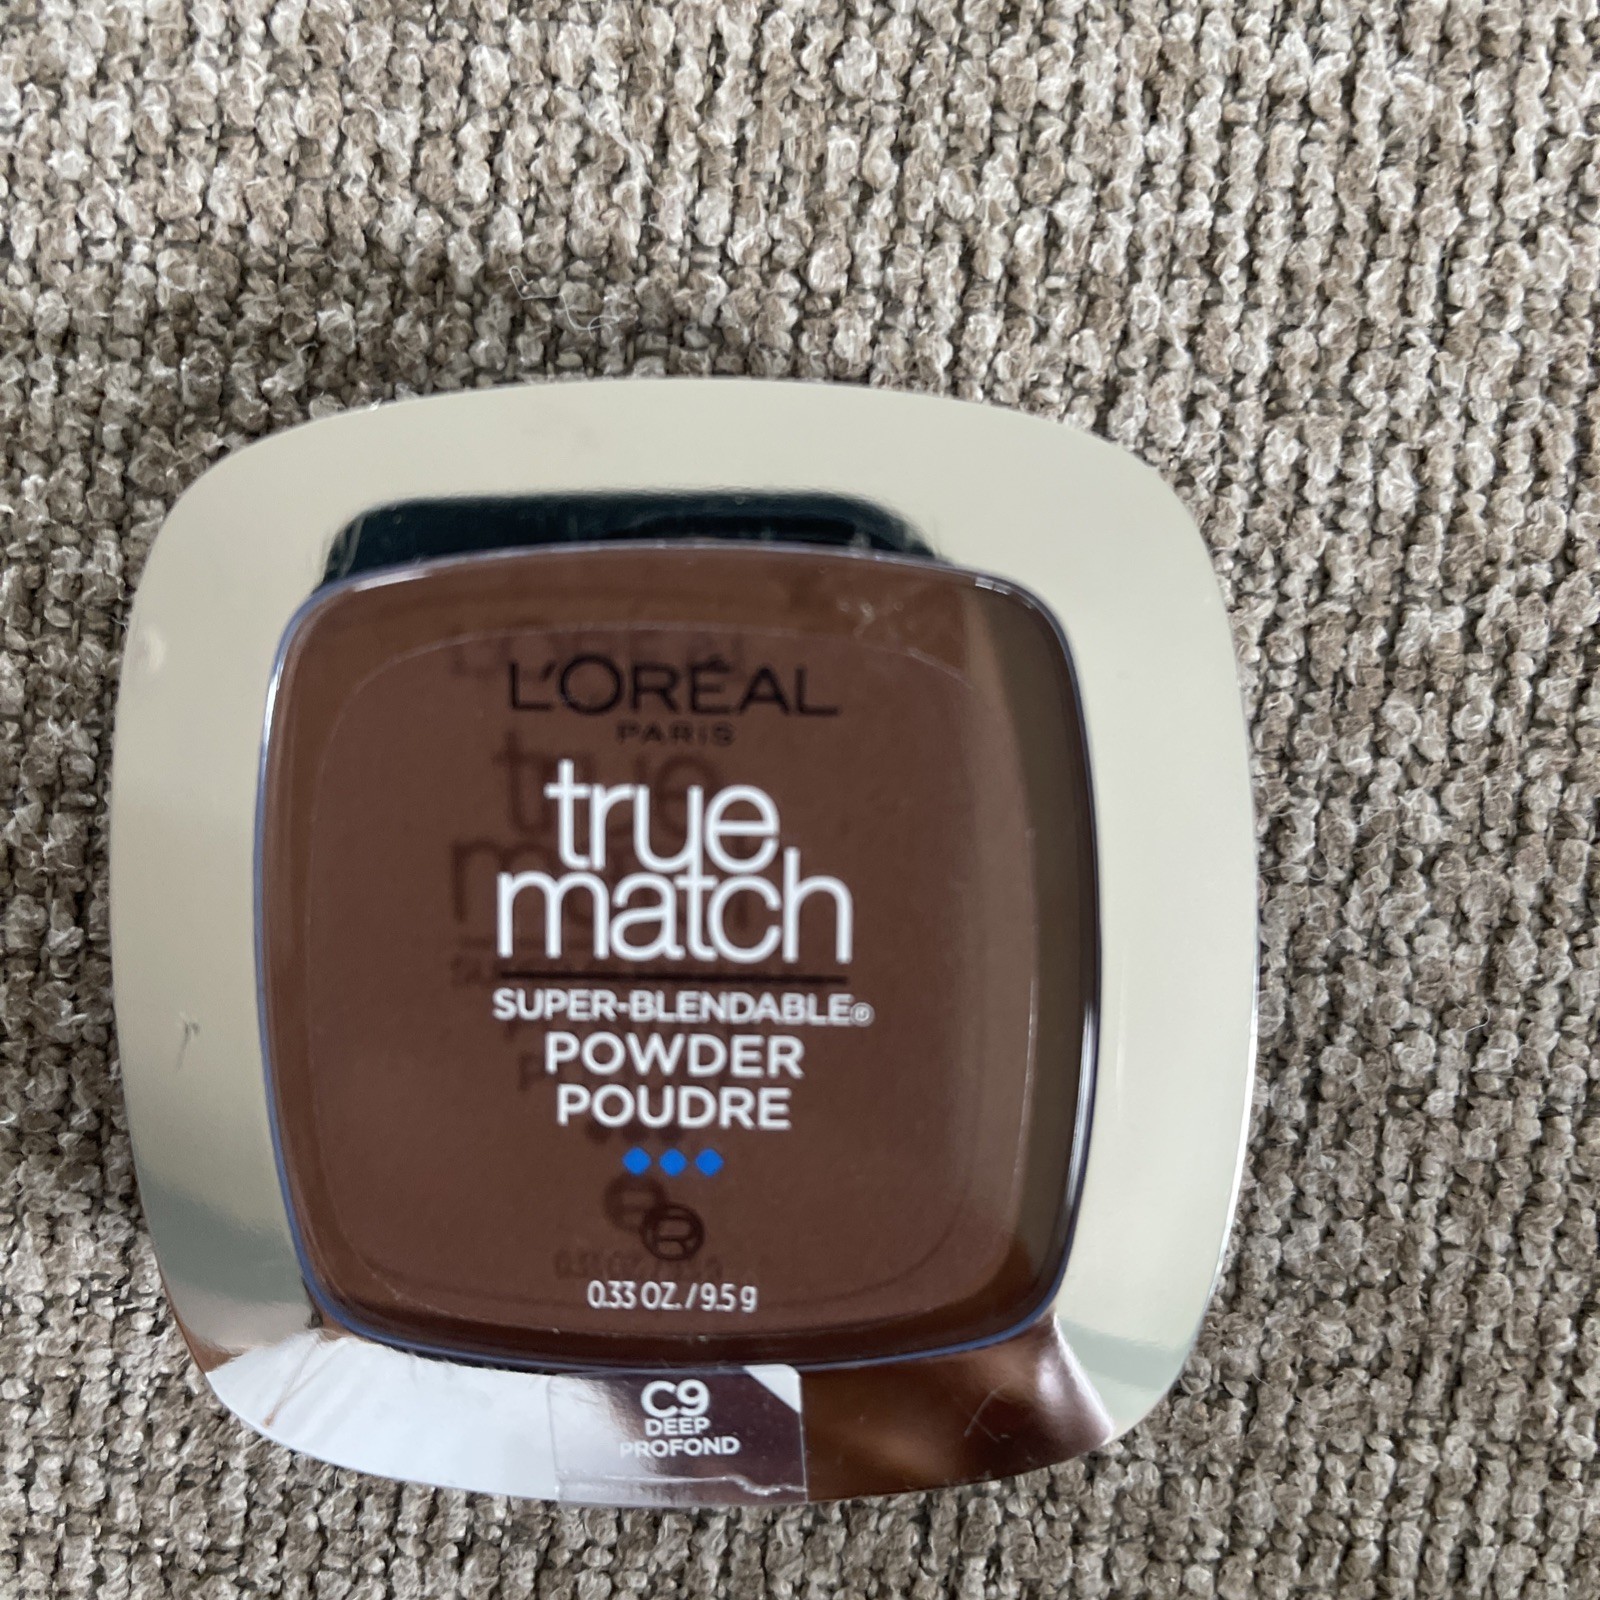 L'ORÉAL
PARIS
true
match
SUPER-BLENDABLE®
POWDER
POUDRE
R
0.33 OZ. / 9.5 g
C9
DEEP
PROFOND